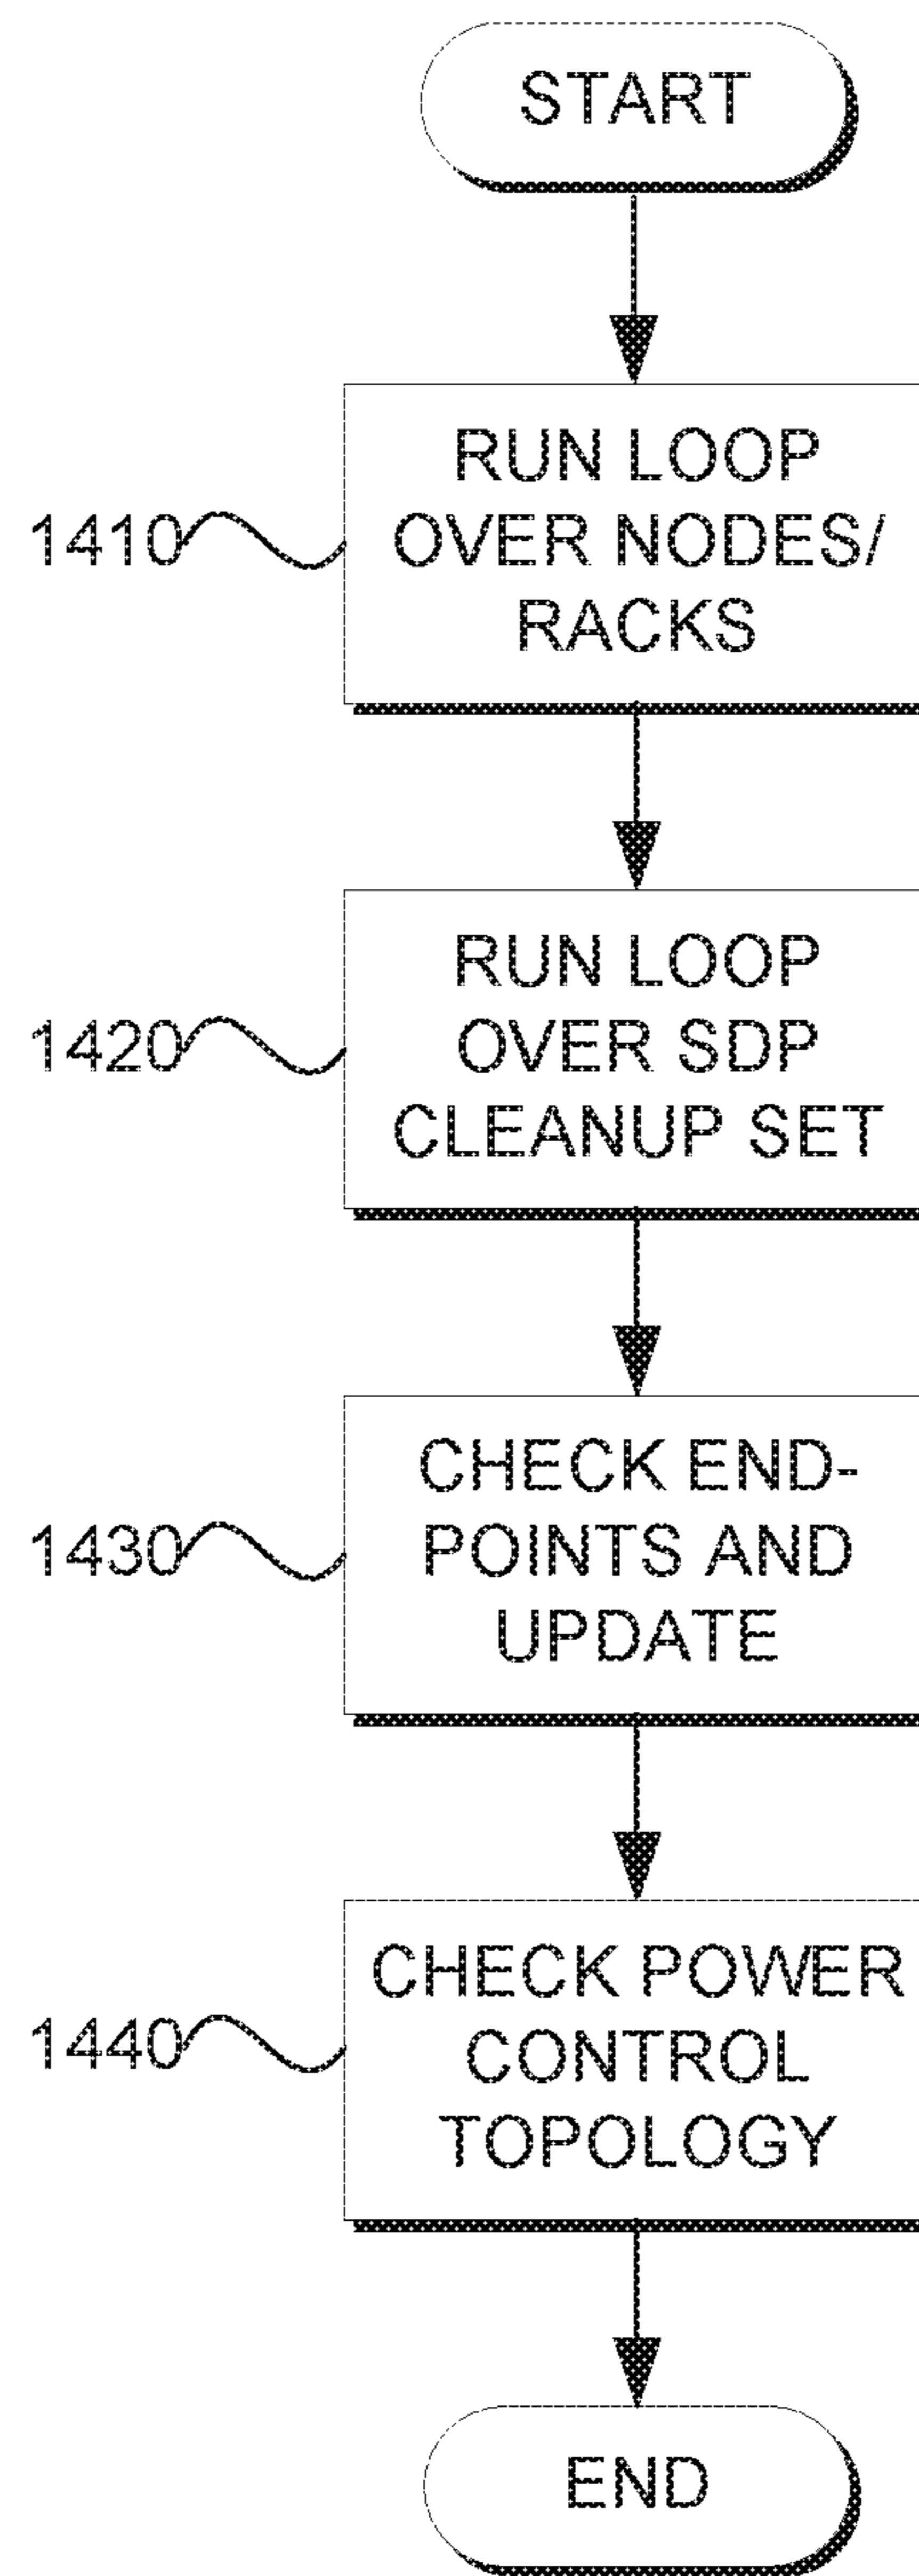 START
RUN LOOP
1410 OVER NODES/
RACKS
RUN LOOP
1420 OVER SDP
CLEANUP SET
CHECK END-
1430 POINTS AND
UPDATE
CHECK POWER
1440 CONTROL
TOPOLOGY
END